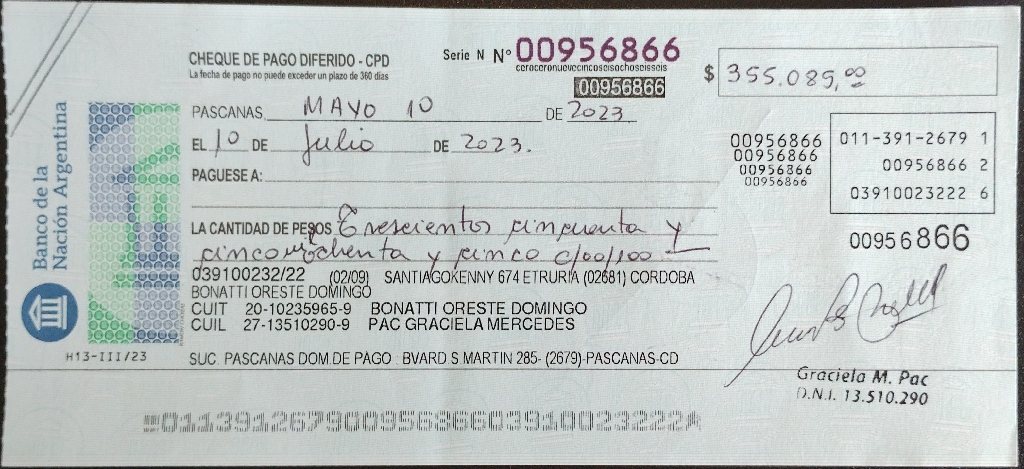 CHEQUE DE PAGO DIFERIDO - CPD
La fecha de pago no puede exceder un plazo de 360 días
Serie N Nº 00956866
ceroceronuevecincoseisochoseisseis
00956866
$ 355.085,00
PASCANAS, MAYO 10 DE 2023
EL 10 DE Julio DE 2023.
PAGUESE A:
00956866
00956866
00956866
00956866
011-391-2679 1
00956866 2
03910023222 6
00956866
LA CANTIDAD DE PESOS Trescientos cincuenta y
cinco mil ochenta y cinco c/00/100
039100232/22 (02/09) SANTIAGOKENNY 674 ETRURIA (02681) CORDOBA
BONATTI ORESTE DOMINGO
CUIT 20-10235965-9 BONATTI ORESTE DOMINGO
CUIL 27-13510290-9 PAC GRACIELA MERCEDES
SUC. PASCANAS DOM.DE PAGO : BVARD S MARTIN 285- (2679)-PASCANAS-CD
Banco de la
Nación Argentina
H13-III/23
Graciela M. Pac
D.N.I. 13.510.290
01139126790095686603910023222